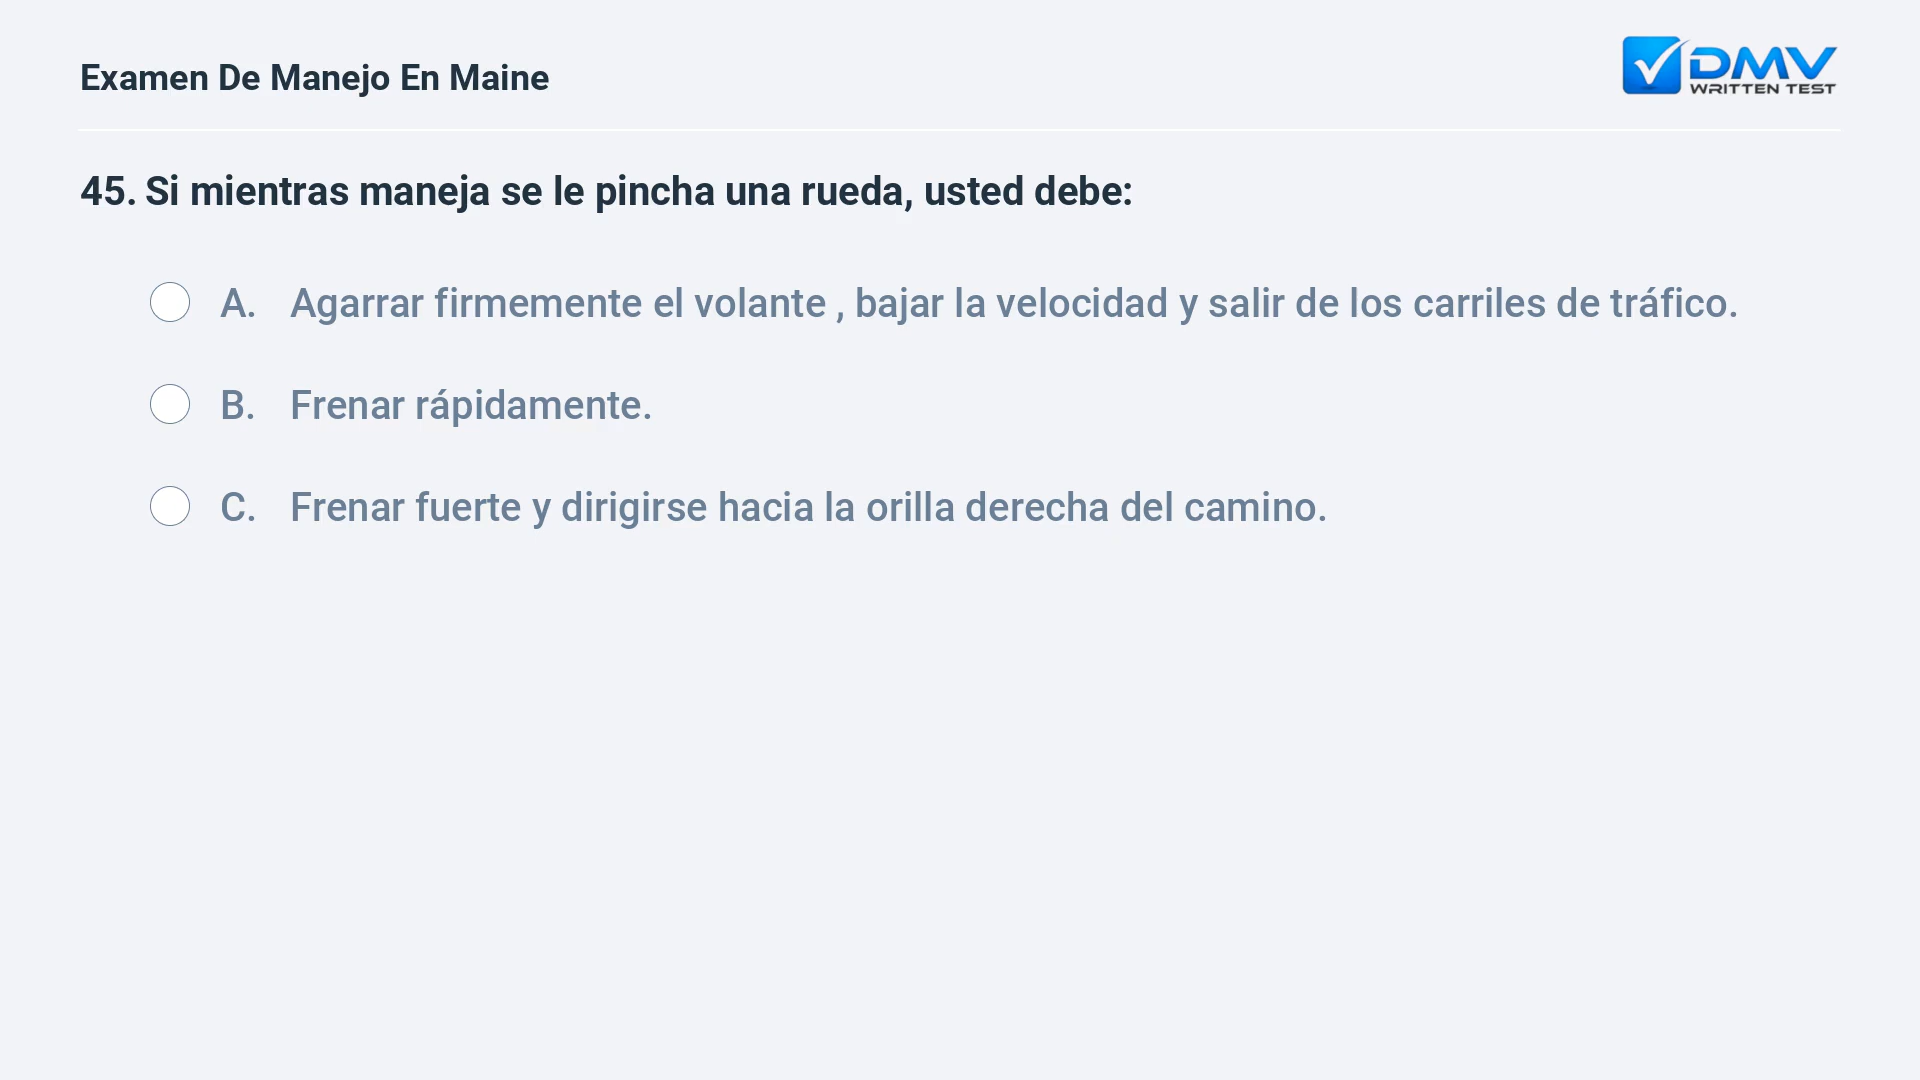 Examen De Manejo En Maine
DMV
WRITTEN TEST
45. Si mientras maneja se le pincha una rueda, usted debe:
A. Agarrar firmemente el volante , bajar la velocidad y salir de los carriles de tráfico.
B. Frenar rápidamente.
C. Frenar fuerte y dirigirse hacia la orilla derecha del camino.